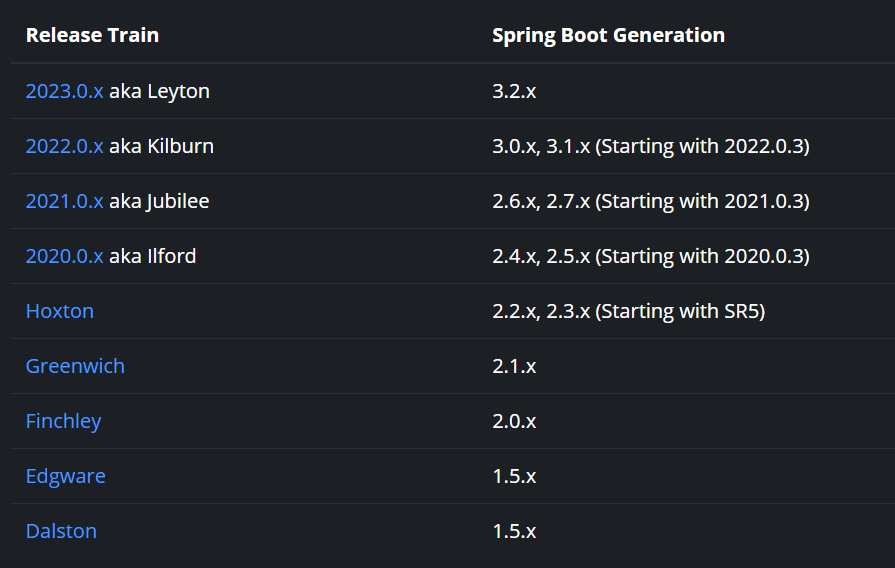 Release Train Spring Boot Generation
2023.0.x aka Leyton 3.2.x
2022.0.x aka Kilburn 3.0.x, 3.1.x (Starting with 2022.0.3)
2021.0.x aka Jubilee 2.6.x, 2.7.x (Starting with 2021.0.3)
2020.0.x aka Ilford 2.4.x, 2.5.x (Starting with 2020.0.3)
Hoxton 2.2.x, 2.3.x (Starting with SR5)
Greenwich 2.1.x
Finchley 2.0.x
Edgware 1.5.x
Dalston 1.5.x